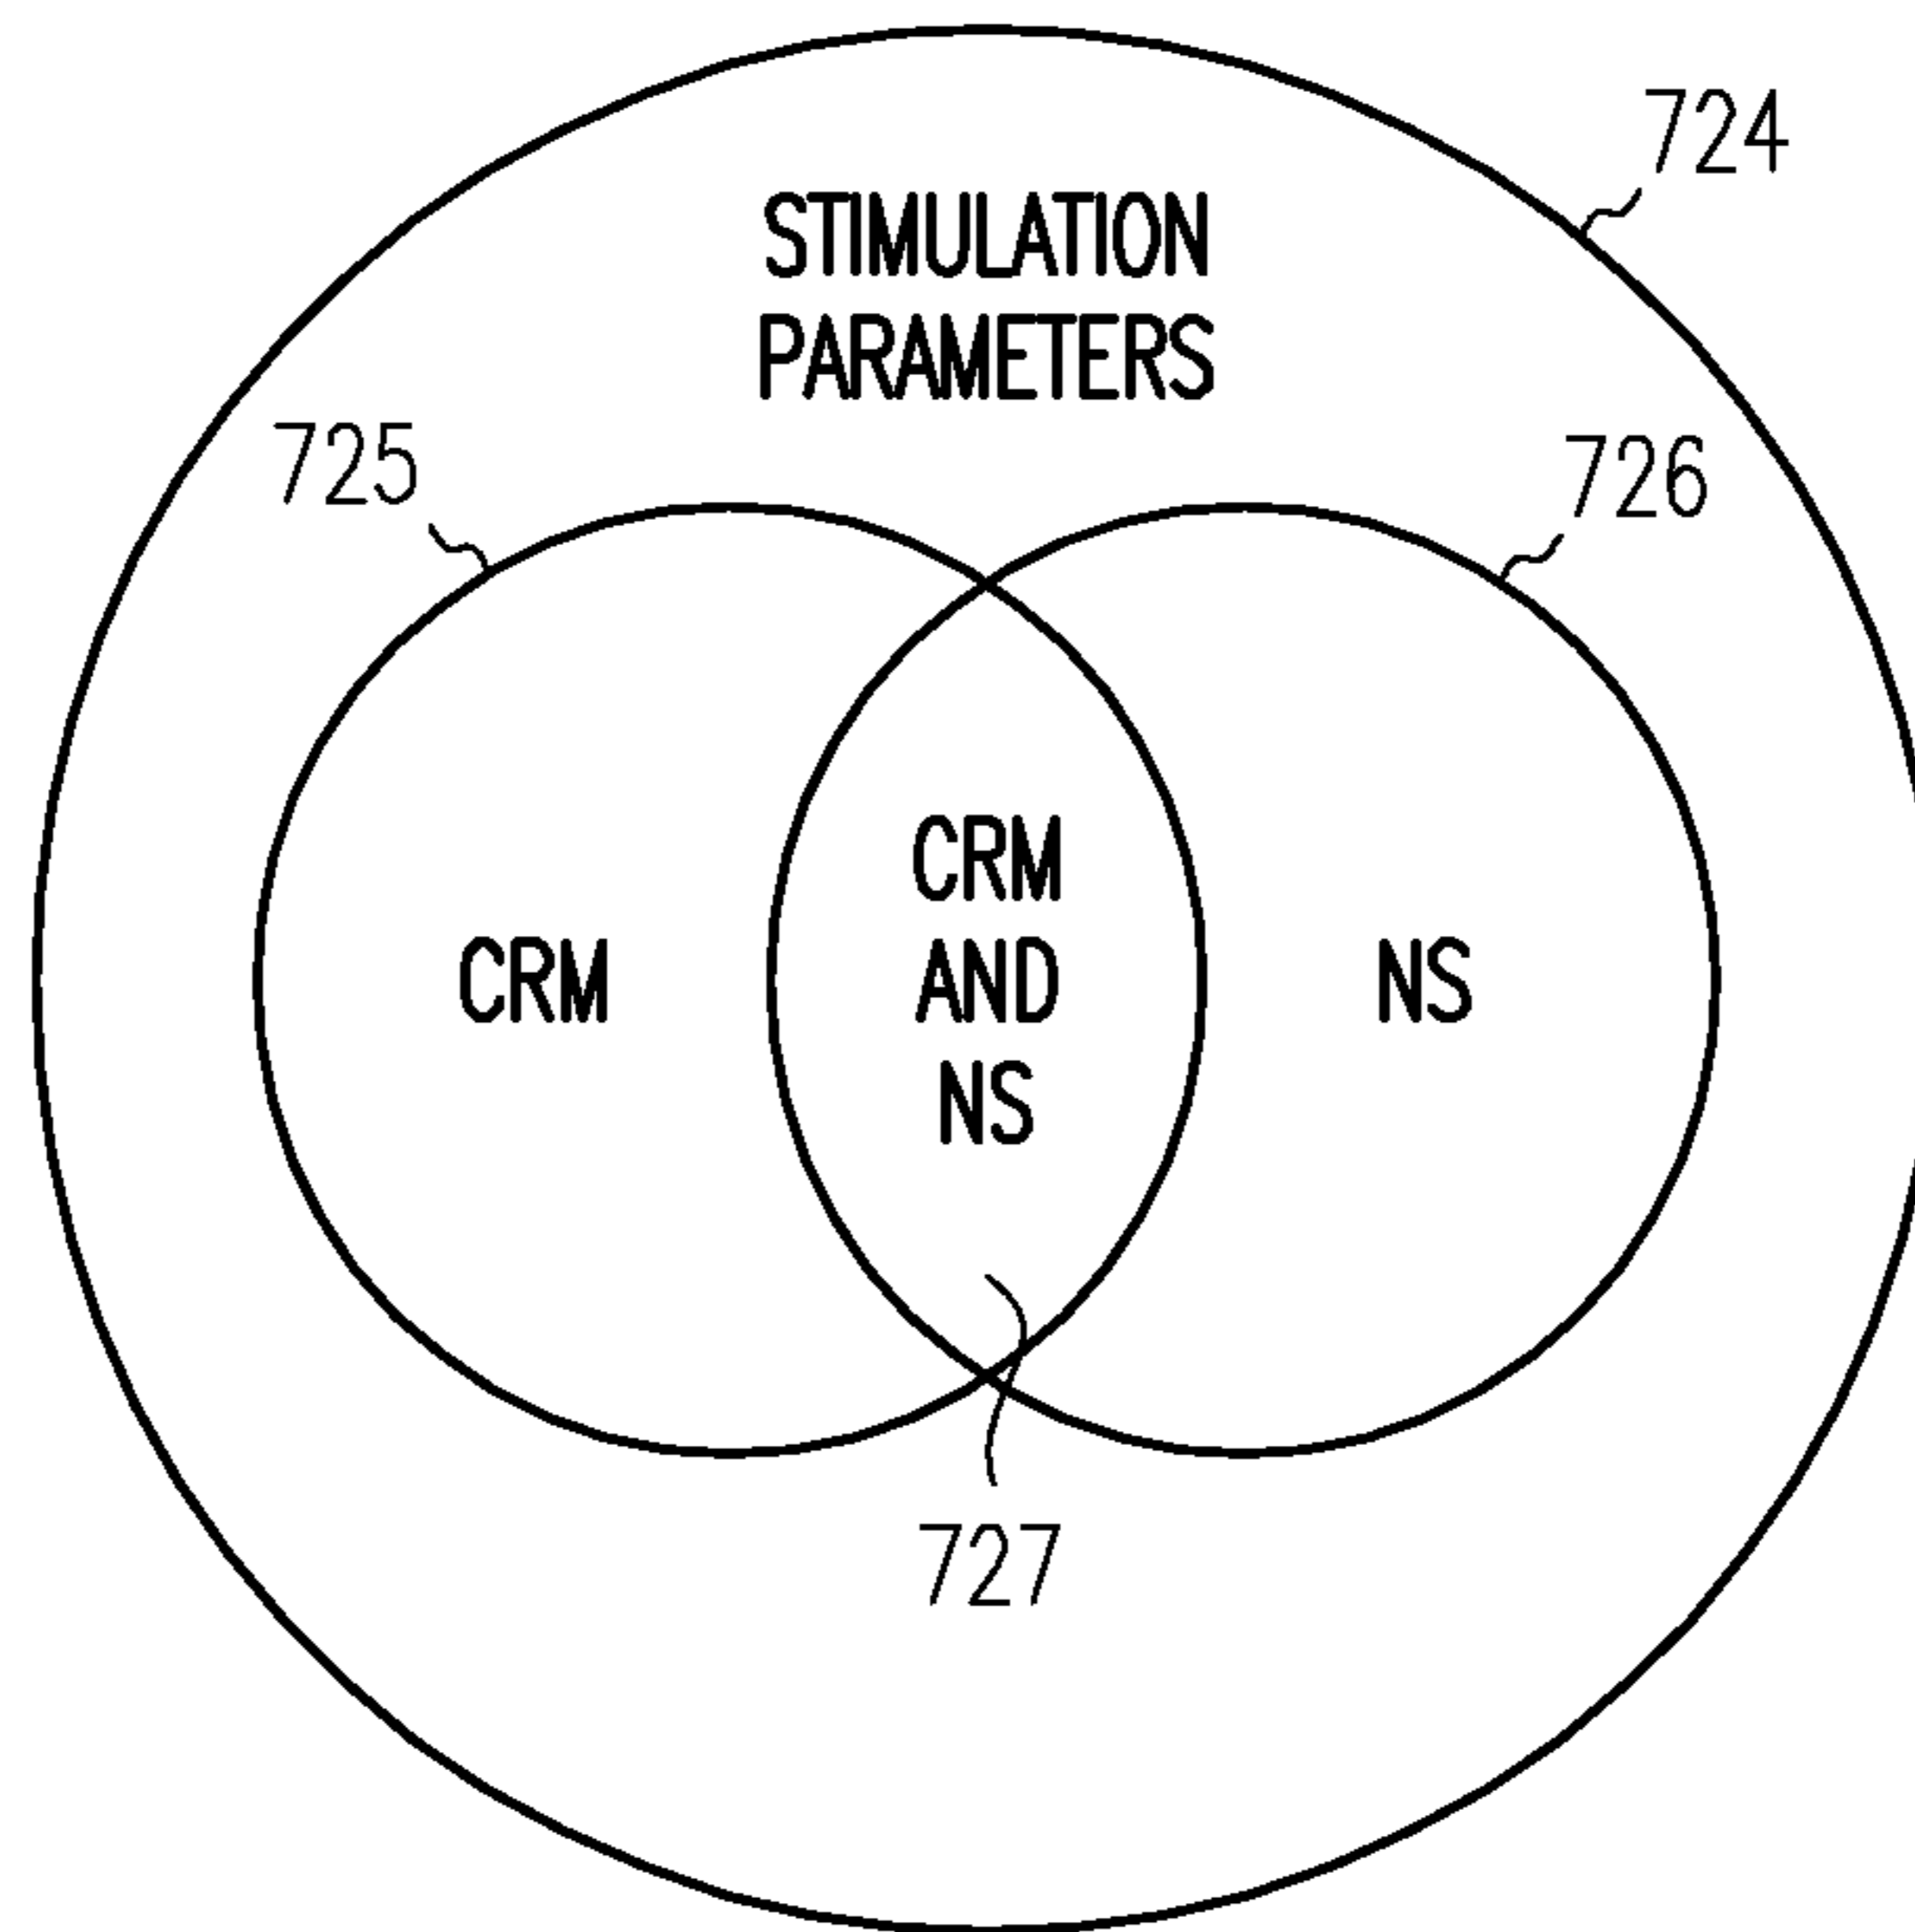 724
STIMULATION
PARAMETERS
725
726
CRM
CRM
AND
NS
NS
727